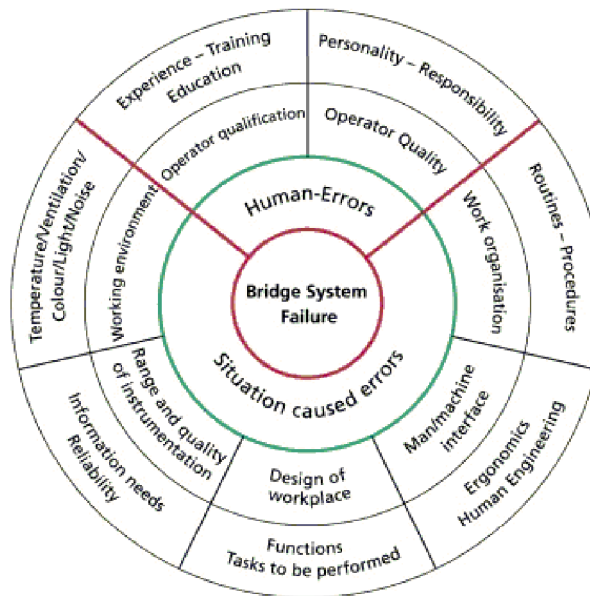 Experience – Training
Education
Personality – Responsibility
Operator qualification
Operator Quality
Temperature/Ventilation/
Colour/Light/Noise
Working environment
Human-Errors
Work organisation
Routines – Procedures
Bridge System
Failure
Situation caused errors
Information needs
Reliability
Range and quality
of instrumentation
Design of
workplace
Man/machine
interface
Ergonomics
Human Engineering
Functions
Tasks to be performed